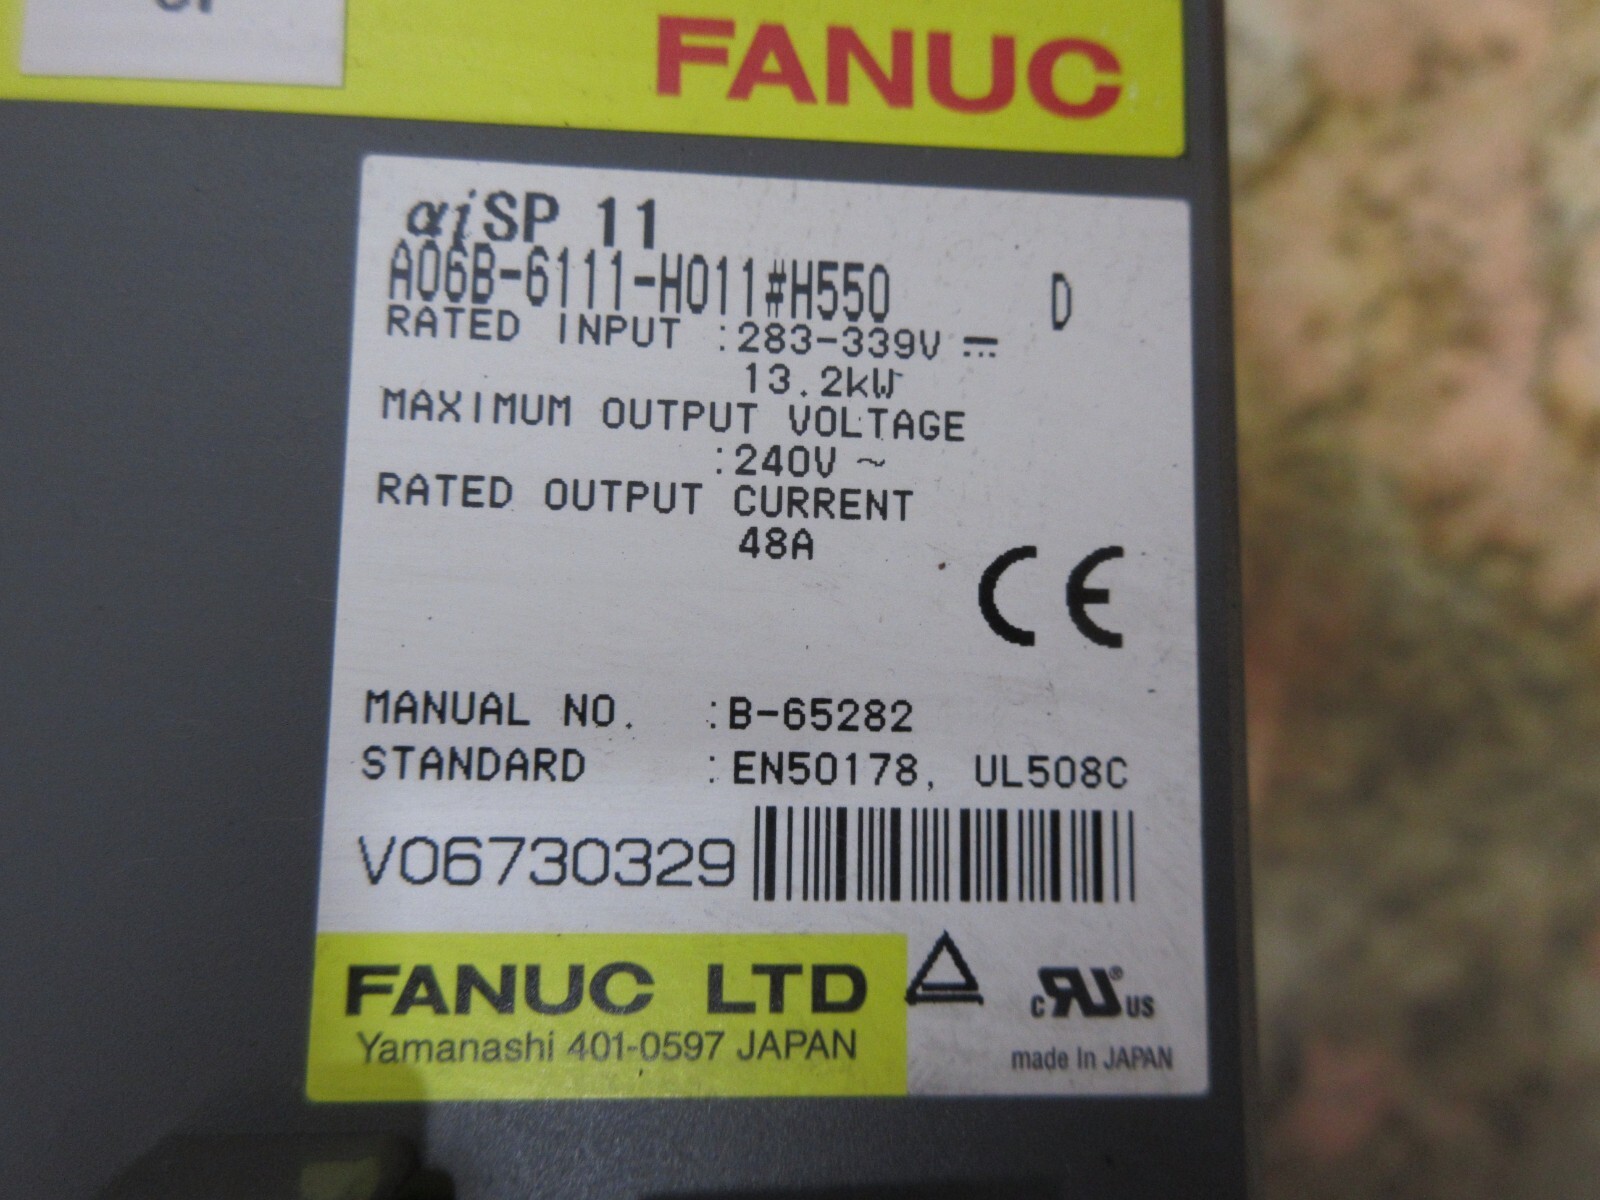 FANUC
αiSP 11
A06B-6111-H011#H550 D
RATED INPUT :283-339V ⎓
13.2kW
MAXIMUM OUTPUT VOLTAGE
:240V ~
RATED OUTPUT CURRENT
48A
CE
MANUAL NO. :B-65282
STANDARD :EN50178, UL508C
V06730329
FANUC LTD
Yamanashi 401-0597 JAPAN
c RU ® US
made in JAPAN